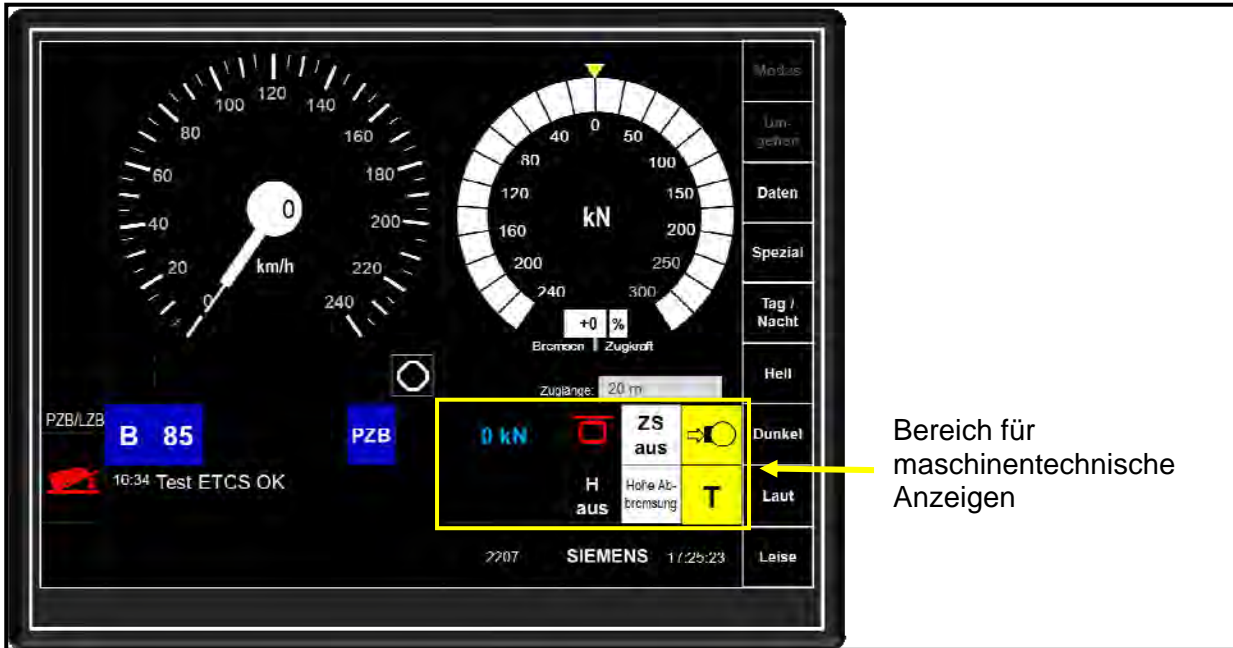 120
100
140
80
160
60
180
0
40
200
20
km/h
220
0
240
0
40
50
80
100
120
150
kN
160
200
200
250
240
300
+0 %
Bremsen Zugkraft
Zuglänge: 20 m
Modus
Um-
gehen
Daten
Spezial
Tag /
Nacht
Hell
Dunkel
Laut
Leise
PZB/LZB
B 85
PZB
0 kN
ZS
aus
16:34 Test ETCS OK
H
aus
Hohe Ab-
bremsung
T
2207
SIEMENS
17:25:23
Bereich für
maschinentechnische
Anzeigen